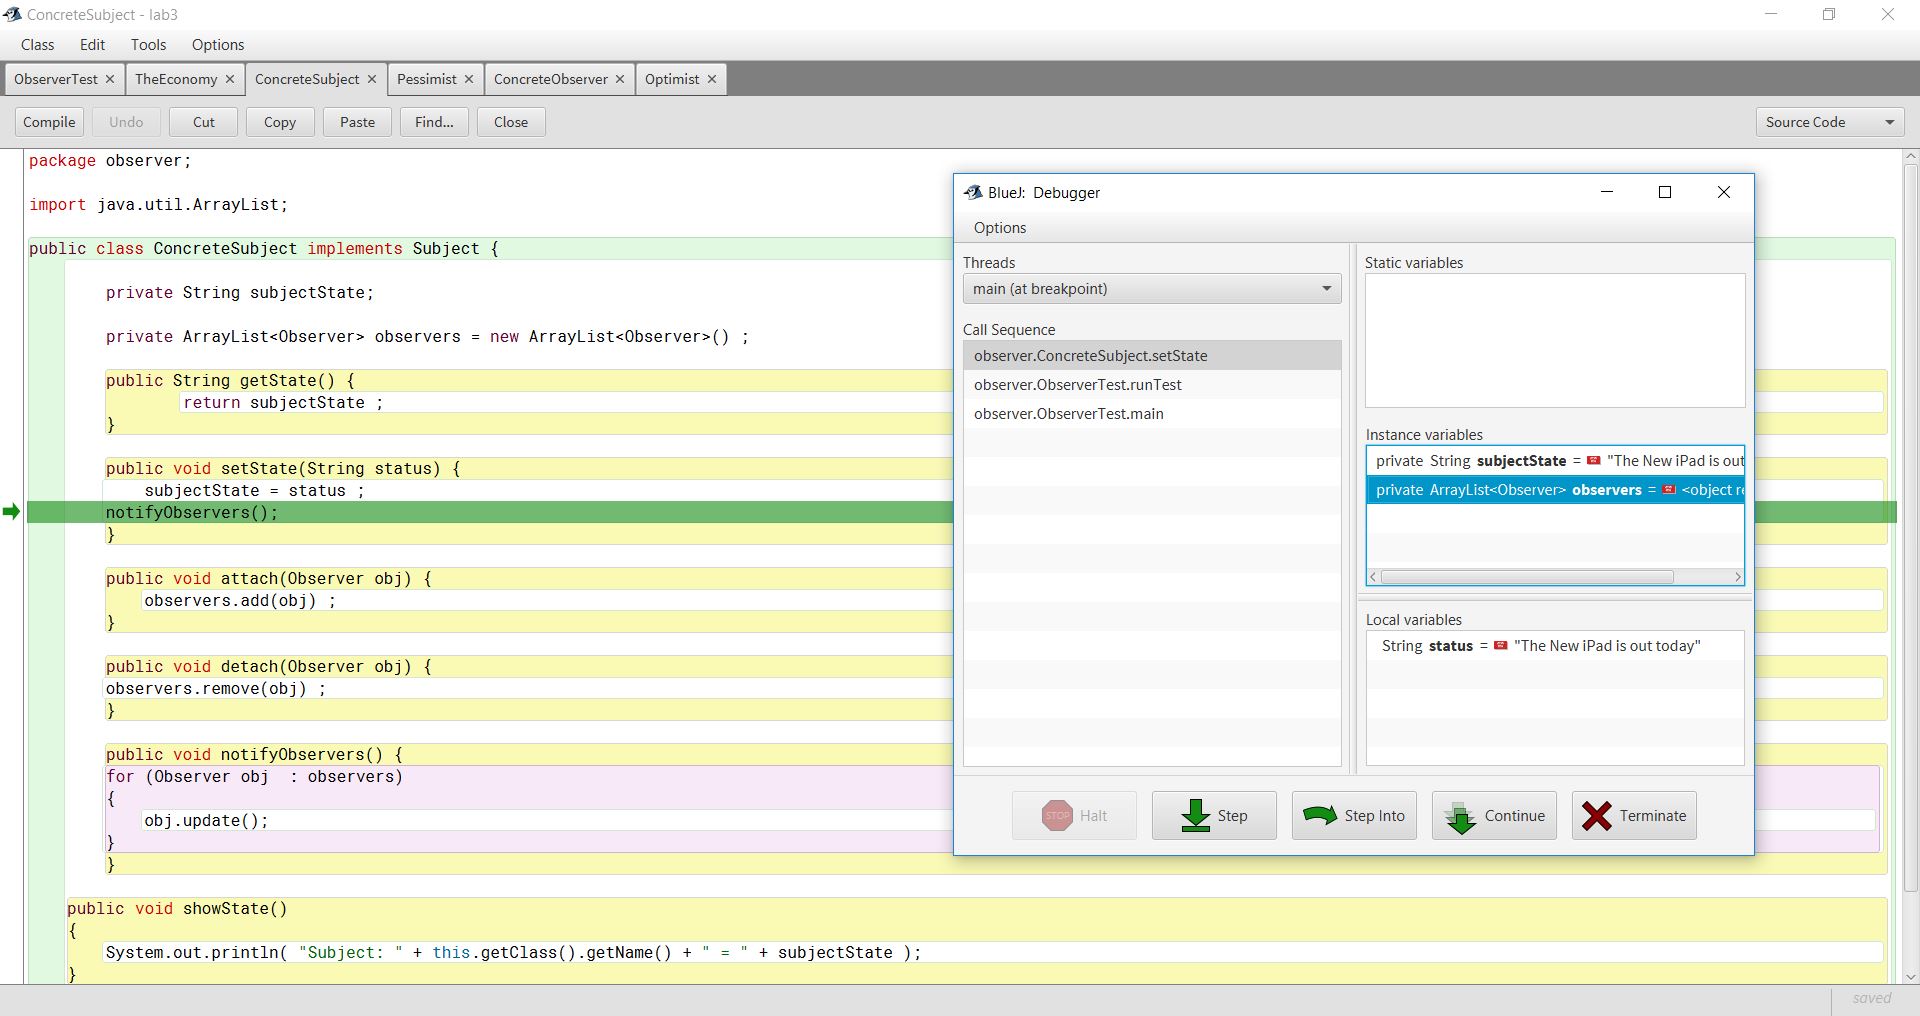 ConcreteSubject - lab3
Class Edit Tools Options
ObserverTest TheEconomy ConcreteSubject Pessimist ConcreteObserver Optimist
Compile Undo Cut Copy Paste Find... Close Source Code
package observer;
import java.util.ArrayList;
public class ConcreteSubject implements Subject {
private String subjectState;
private ArrayList<Observer> observers = new ArrayList<Observer>() ;
public String getState() {
return subjectState ;
}
public void setState(String status) {
subjectState = status ;
notifyObservers();
}
public void attach(Observer obj) {
observers.add(obj) ;
}
public void detach(Observer obj) {
observers.remove(obj) ;
}
public void notifyObservers() {
for (Observer obj  : observers)
{
obj.update();
}
}
public void showState()
{
System.out.println( "Subject: " + this.getClass().getName() + " = " + subjectState );
}
BlueJ: Debugger
Options
Threads
main (at breakpoint)
Call Sequence
observer.ConcreteSubject.setState
observer.ObserverTest.runTest
observer.ObserverTest.main
Static variables
Instance variables
private String subjectState = "The New iPad is out
private ArrayList<Observer> observers = <object re
Local variables
String status = "The New iPad is out today"
STOP Halt Step Step Into Continue Terminate
saved